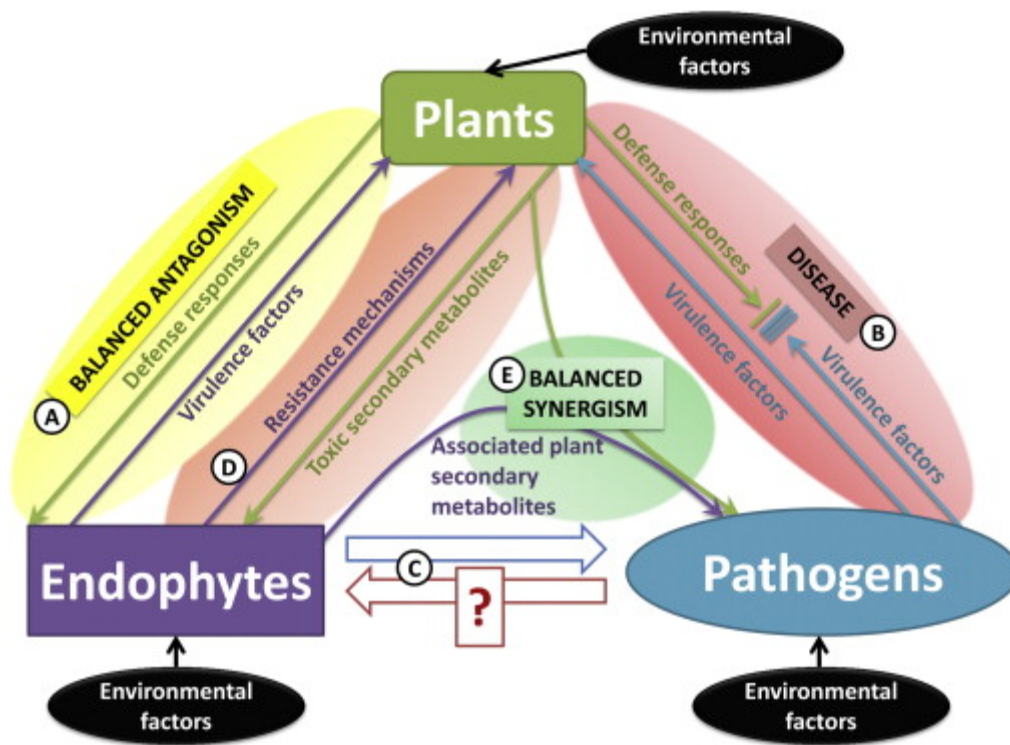 Environmental
factors
Plants
BALANCED ANTAGONISM
A
Defense responses
Virulence factors
Resistance mechanisms
D
Toxic secondary metabolites
Defense responses
DISEASE
B
Virulence factors
Virulence factors
E
BALANCED
SYNERGISM
Associated plant
secondary
metabolites
Endophytes
C
?
Pathogens
Environmental
factors
Environmental
factors